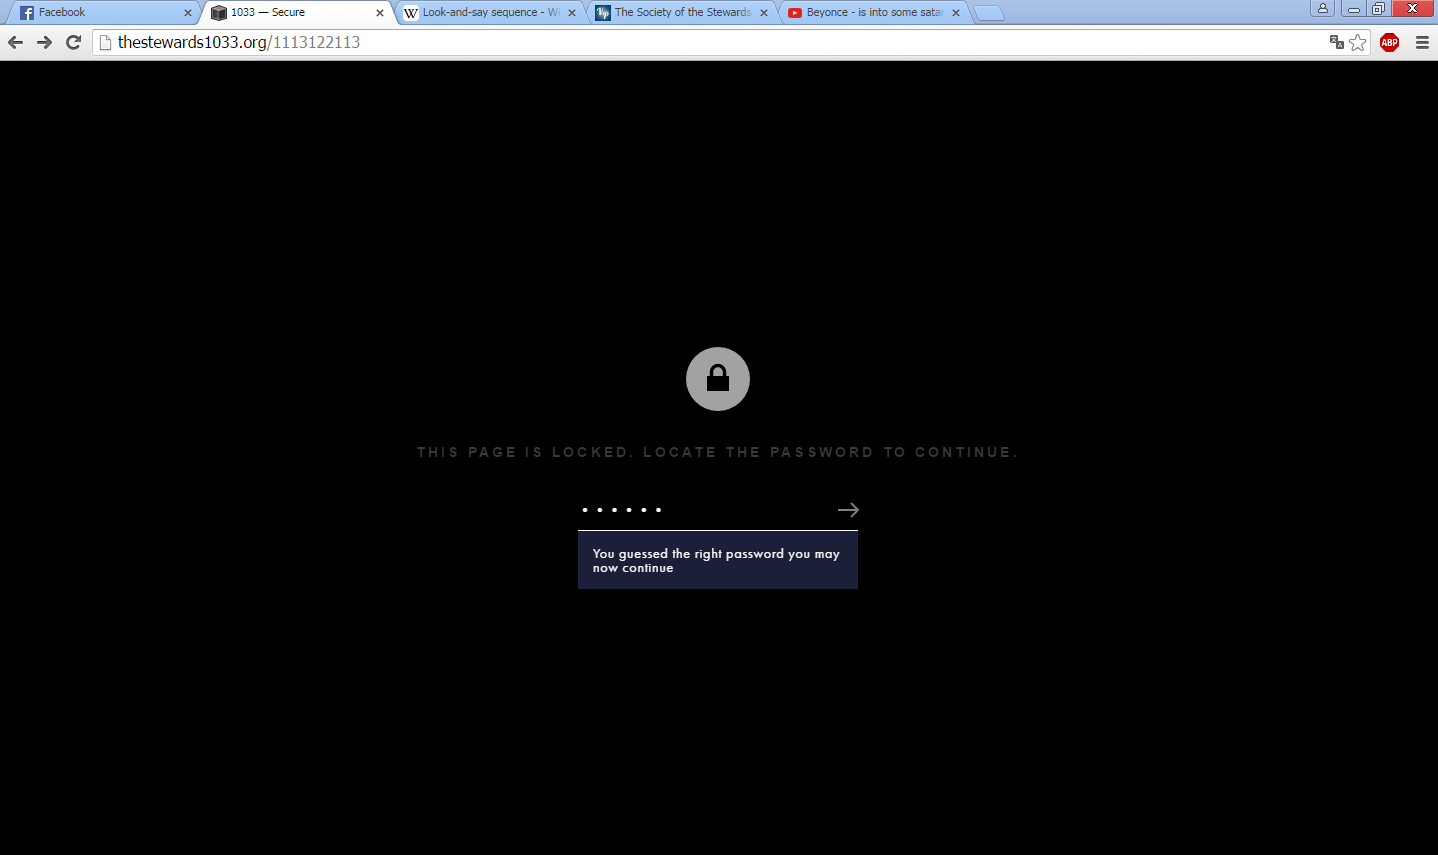 Facebook
1033 — Secure
Look-and-say sequence - Wi
The Society of the Stewards
Beyonce - is into some satan
thestewards1033.org/1113122113
ABP
THIS PAGE IS LOCKED. LOCATE THE PASSWORD TO CONTINUE.
You guessed the right password you may
now continue